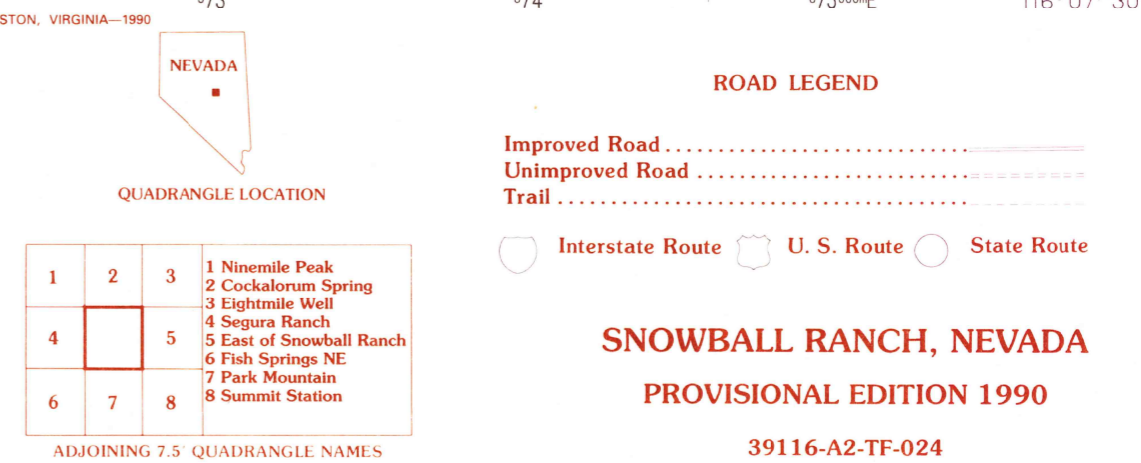 STON, VIRGINIA—1990
116°07'30
NEVADA
QUADRANGLE LOCATION
1 2 3
4 5
6 7 8
1 Ninemile Peak
2 Cockalorum Spring
3 Eightmile Well
4 Segura Ranch
5 East of Snowball Ranch
6 Fish Springs NE
7 Park Mountain
8 Summit Station
ADJOINING 7.5' QUADRANGLE NAMES
ROAD LEGEND
Improved Road
Unimproved Road
Trail
Interstate Route U. S. Route State Route
SNOWBALL RANCH, NEVADA
PROVISIONAL EDITION 1990
39116-A2-TF-024